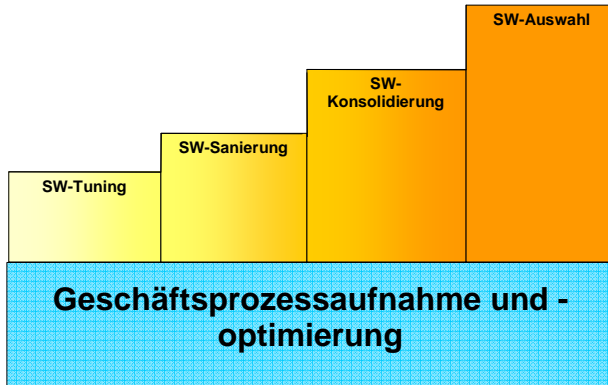 SW-Auswahl
SW-
Konsolidierung
SW-Sanierung
SW-Tuning
Geschäftsprozessaufnahme und -
optimierung